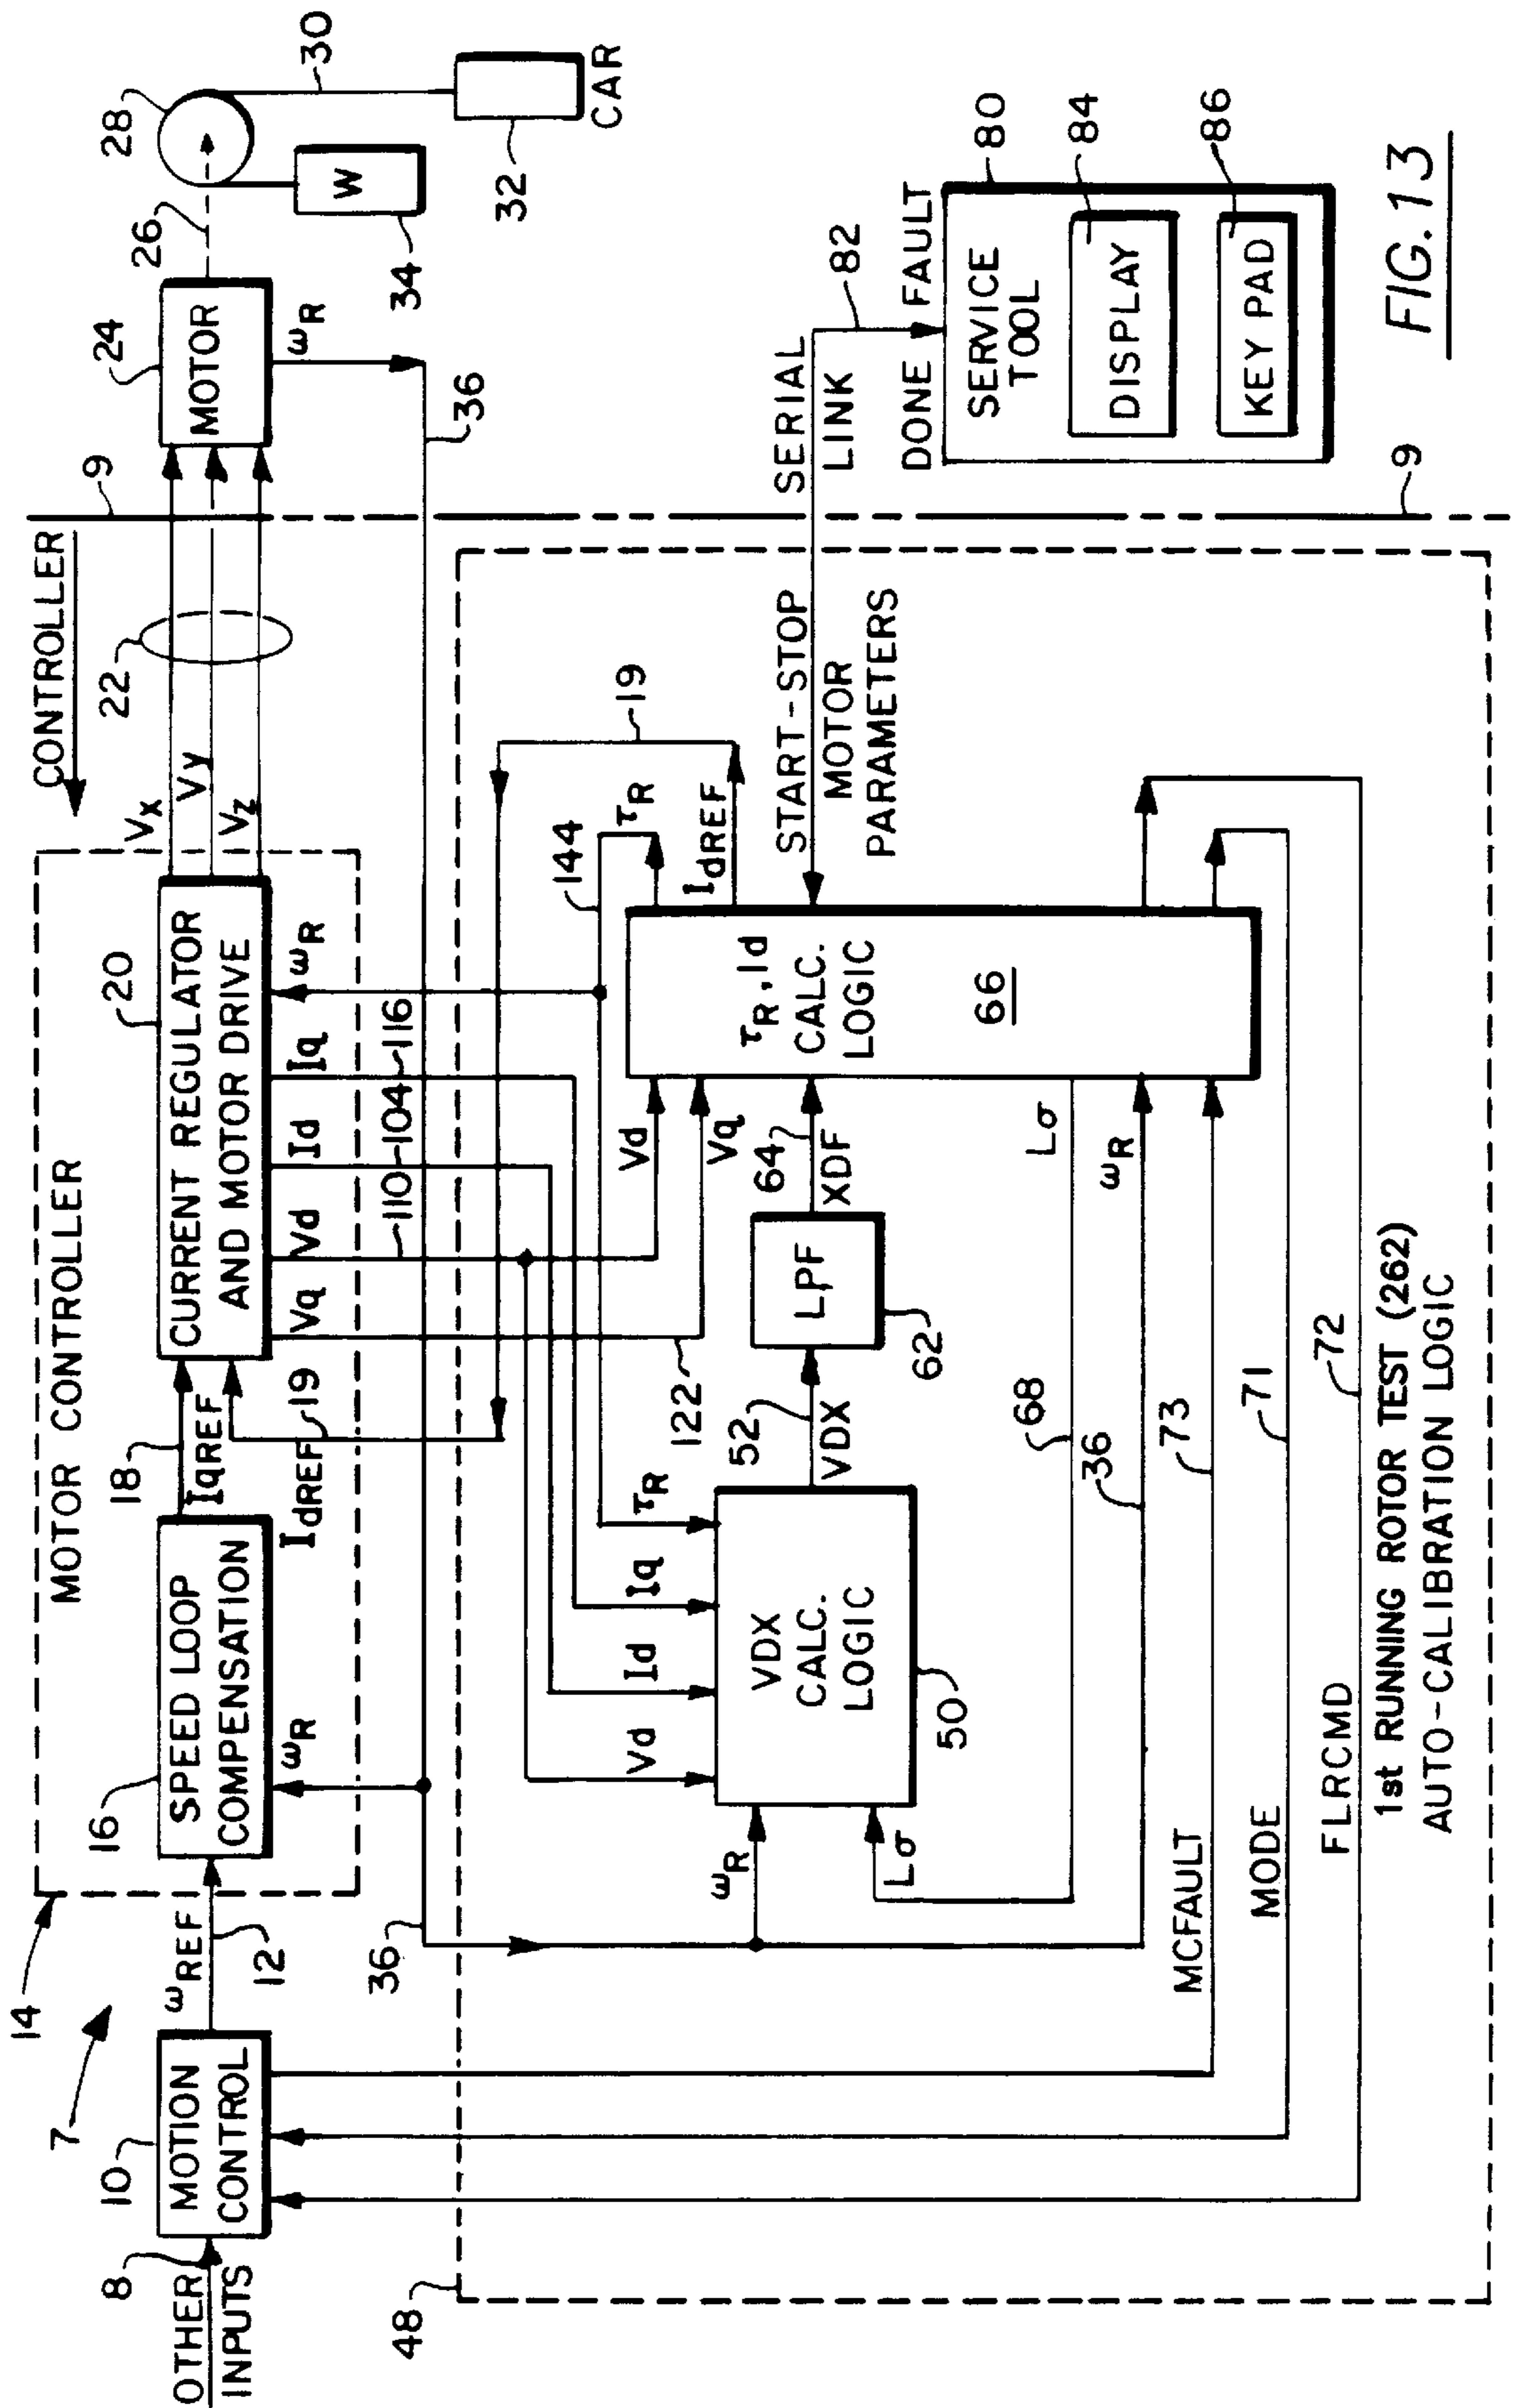 OTHER
INPUTS
8
10
MOTION
CONTROL
7
14
ωREF
12
MOTOR CONTROLLER
16
SPEED LOOP
COMPENSATION
ωR
18
IqREF
IdREF
19
20
CURRENT REGULATOR
AND MOTOR DRIVE
Vq
Vd
Id
Iq
ωR
110
104
116
CONTROLLER
Vx
Vy
Vz
22
9
24
MOTOR
ωR
26
28
30
W
34
32
CAR
36
36
48
122
144
τR
IdREF
19
Vd
Id
Iq
τR
ωR
Lσ
VDX
CALC.
LOGIC
50
52
VDX
LPF
62
64
XDF
Vd
Vq
τR, Id
CALC.
LOGIC
66
Lσ
ωR
68
36
MCFAULT
73
MODE
71
FLRCMD
72
START-STOP
MOTOR
PARAMETERS
SERIAL
LINK
82
DONE FAULT
SERVICE
TOOL
80
DISPLAY
84
KEY PAD
86
9
1st RUNNING ROTOR TEST (262)
AUTO-CALIBRATION LOGIC
FIG. 13